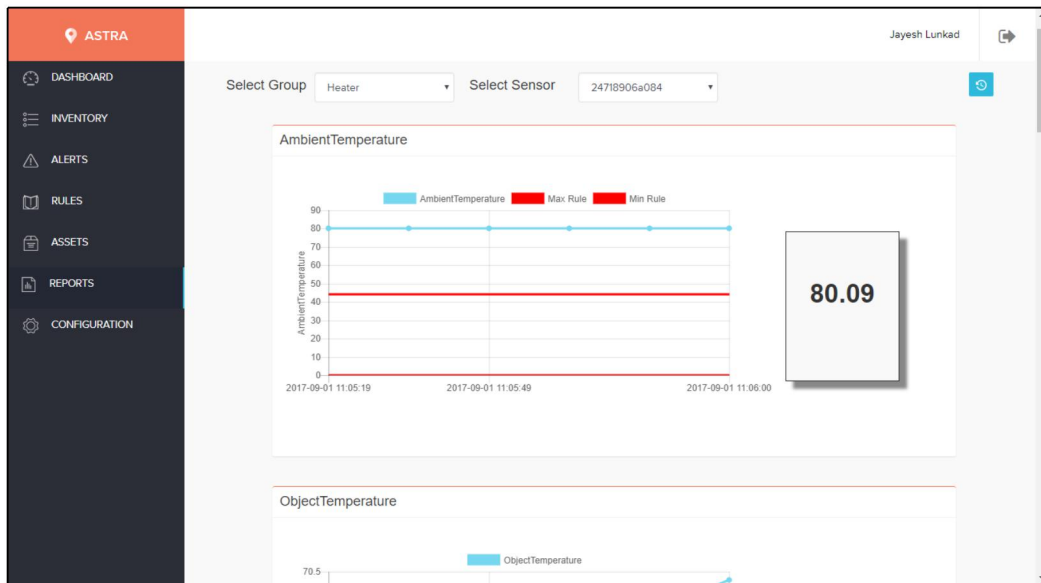 ASTRA
Jayesh Lunkad
DASHBOARD
INVENTORY
ALERTS
RULES
ASSETS
REPORTS
CONFIGURATION
Select Group Heater Select Sensor 24718906a084
AmbientTemperature
AmbientTemperature Max Rule Min Rule
90
80
70
60
50
40
30
20
10
0
AmbientTemperature
2017-09-01 11:05:19 2017-09-01 11:05:49 2017-09-01 11:06:00
80.09
ObjectTemperature
ObjectTemperature
70.5